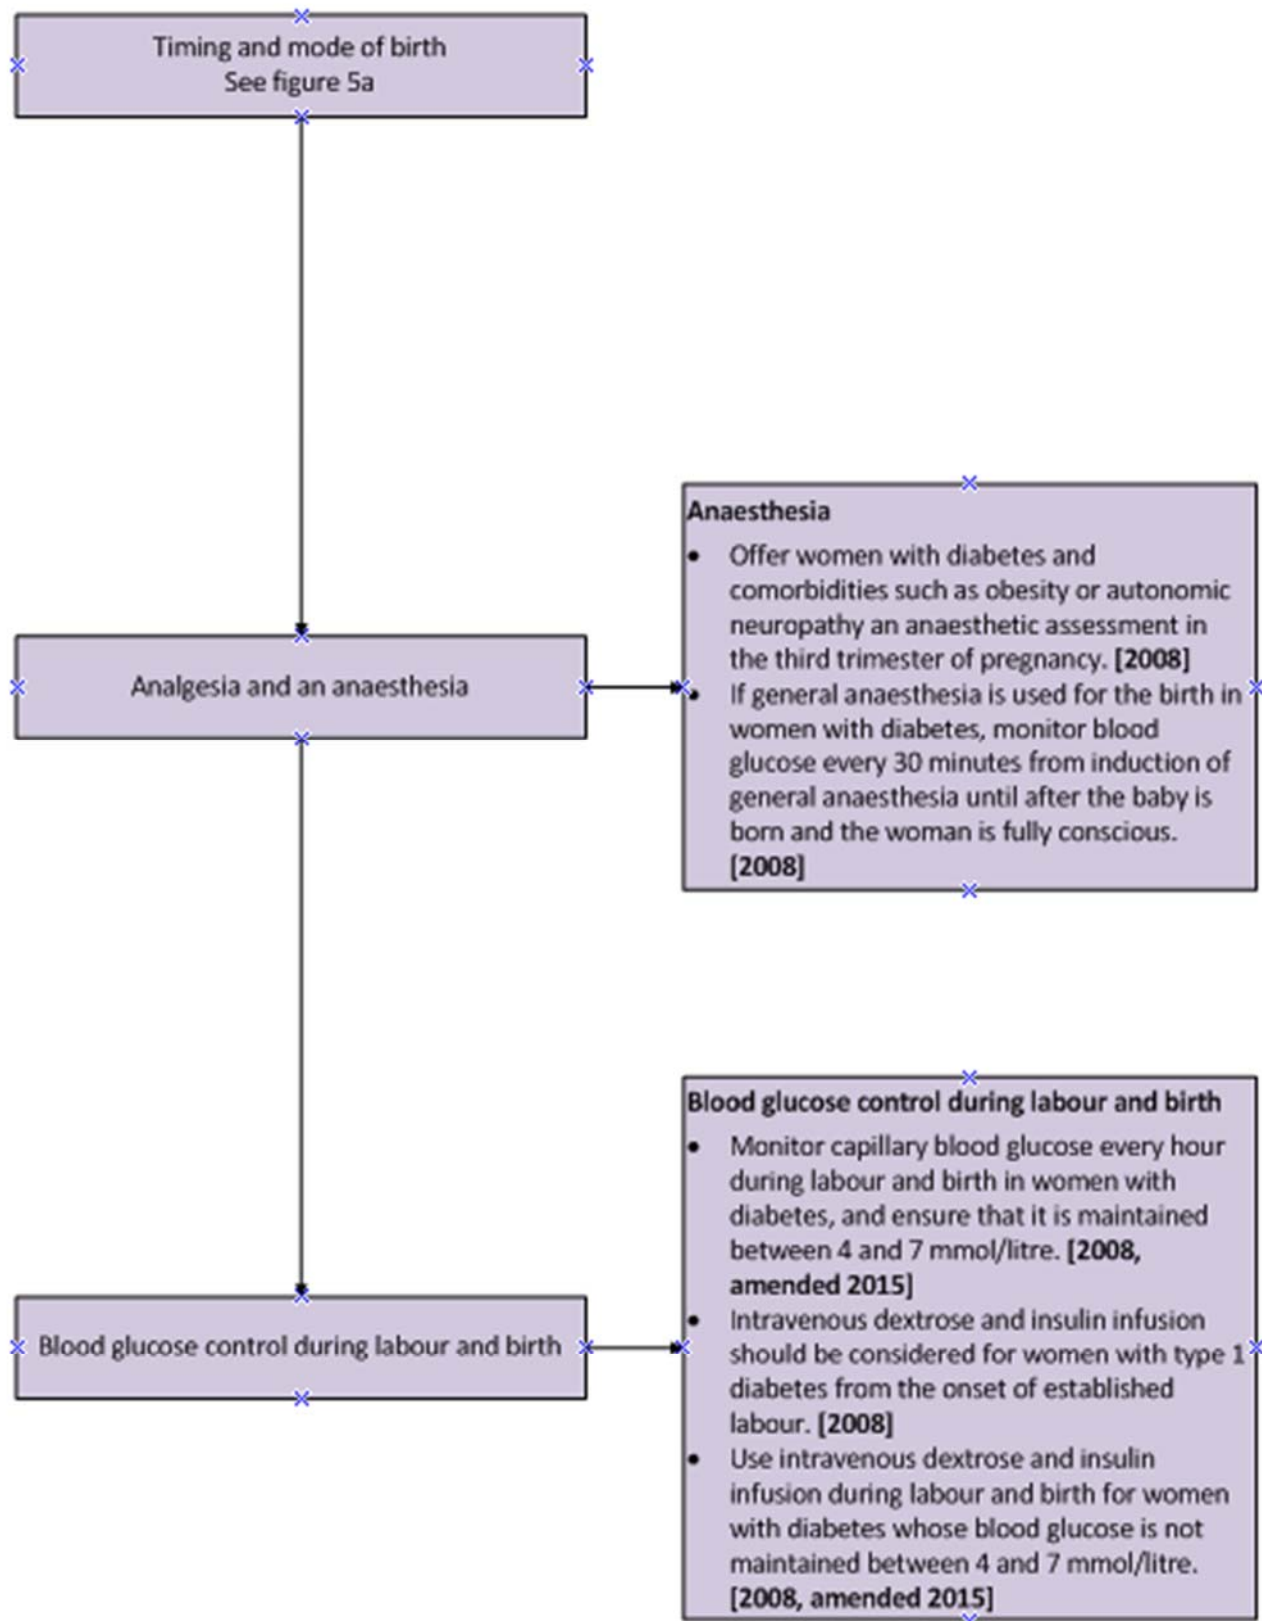 Timing and mode of birth
See figure 5a
Anaesthesia
• Offer women with diabetes and
comorbidities such as obesity or autonomic
neuropathy an anaesthetic assessment in
the third trimester of pregnancy. [2008]
• If general anaesthesia is used for the birth in
women with diabetes, monitor blood
glucose every 30 minutes from induction of
general anaesthesia until after the baby is
born and the woman is fully conscious.
[2008]
Analgesia and an anaesthesia
Blood glucose control during labour and birth
• Monitor capillary blood glucose every hour
during labour and birth in women with
diabetes, and ensure that it is maintained
between 4 and 7 mmol/litre. [2008,
amended 2015]
• Intravenous dextrose and insulin infusion
should be considered for women with type 1
diabetes from the onset of established
labour. [2008]
• Use intravenous dextrose and insulin
infusion during labour and birth for women
with diabetes whose blood glucose is not
maintained between 4 and 7 mmol/litre.
[2008, amended 2015]
Blood glucose control during labour and birth